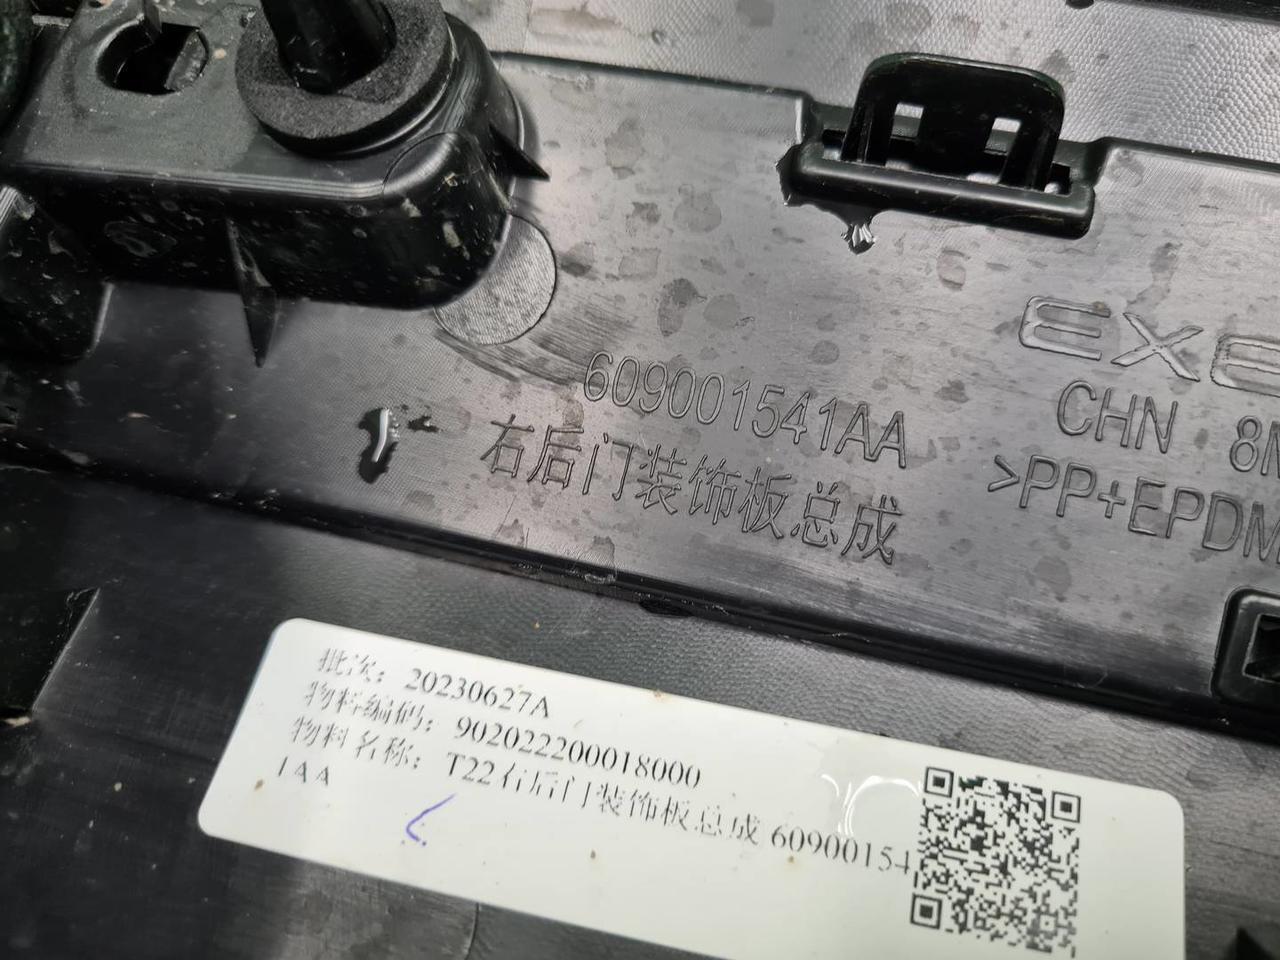 609001541AA
右后门装饰板总成
EXE
CHN 8M
>PP+EPDM
批次：20230627A
物料编码：902022200018000
物料名称：T22右后门装饰板总成 60900154
1AA